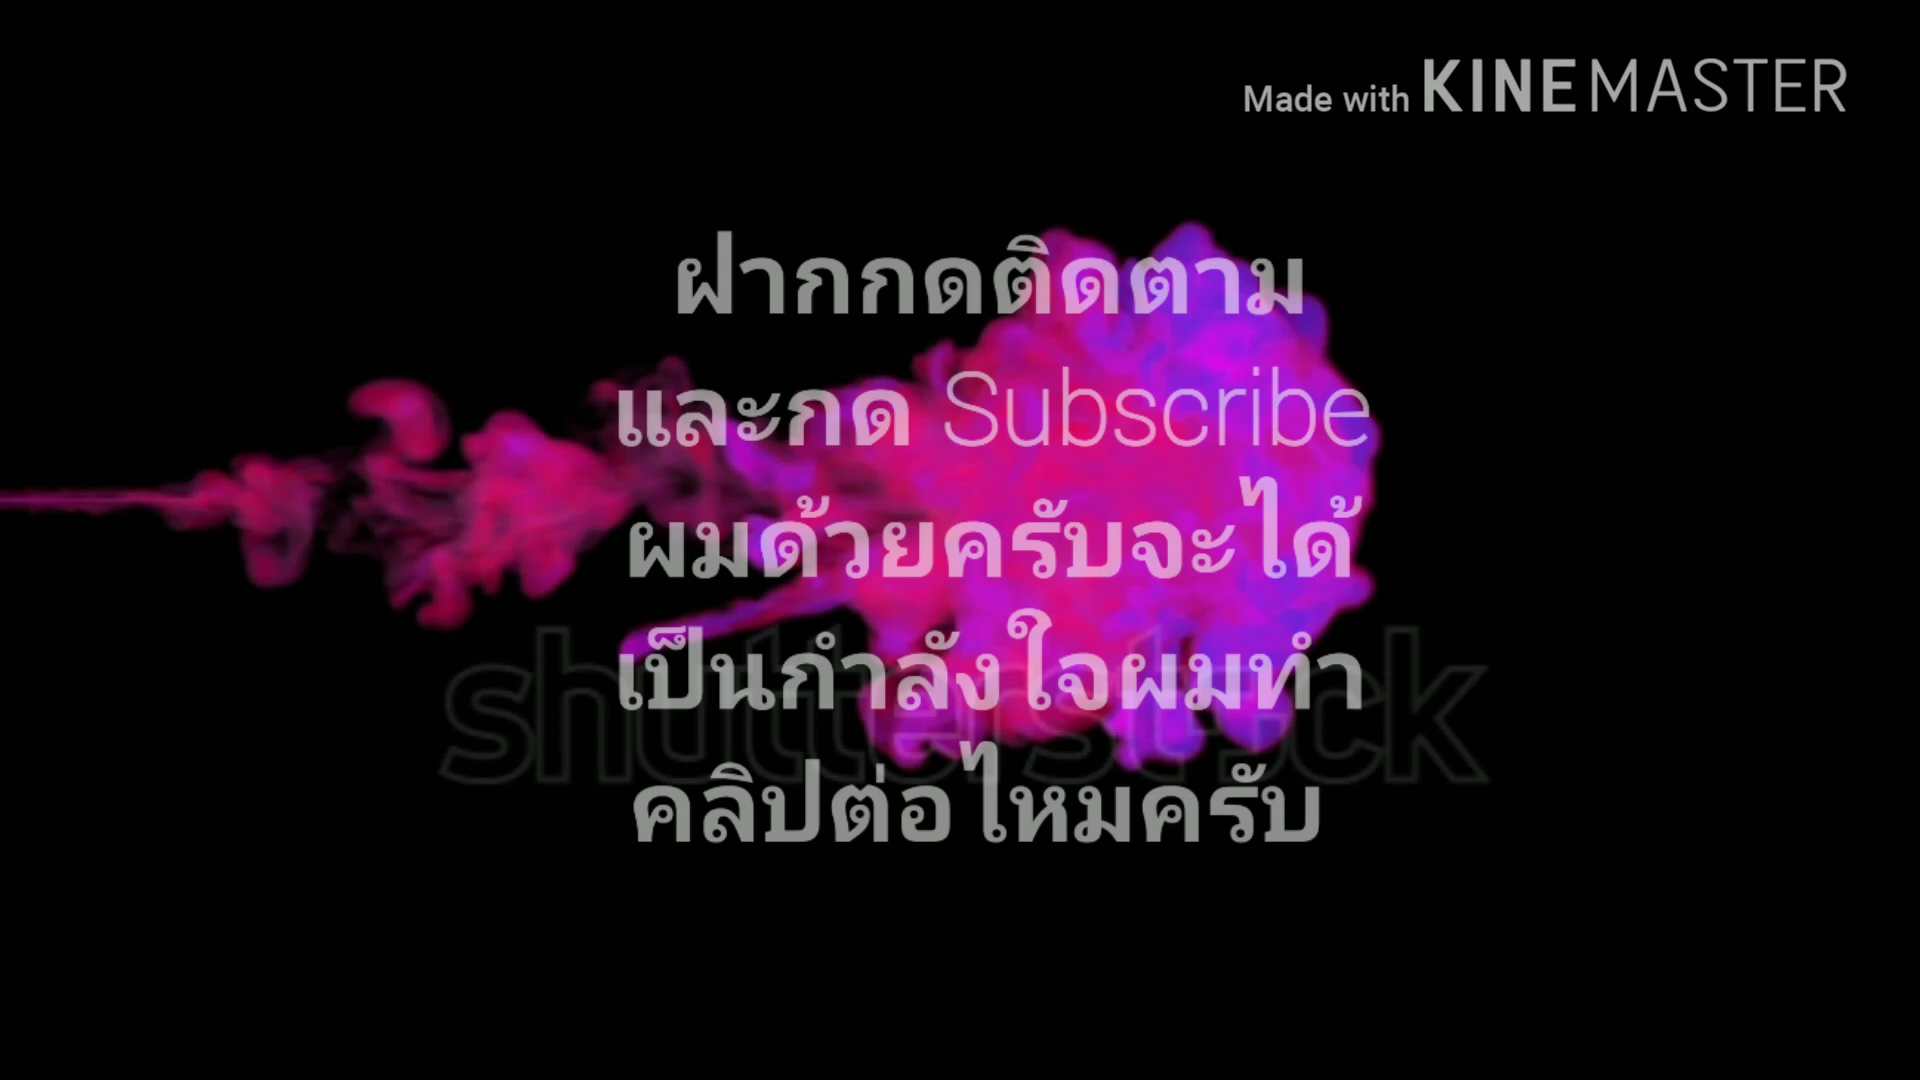 Made with KINEMASTER
ฝากกดติดตาม
และกด Subscribe
ผมด้วยครับจะได้
เป็นกำลังใจผมทำ
คลิปต่อไหมครับ
shutterstock